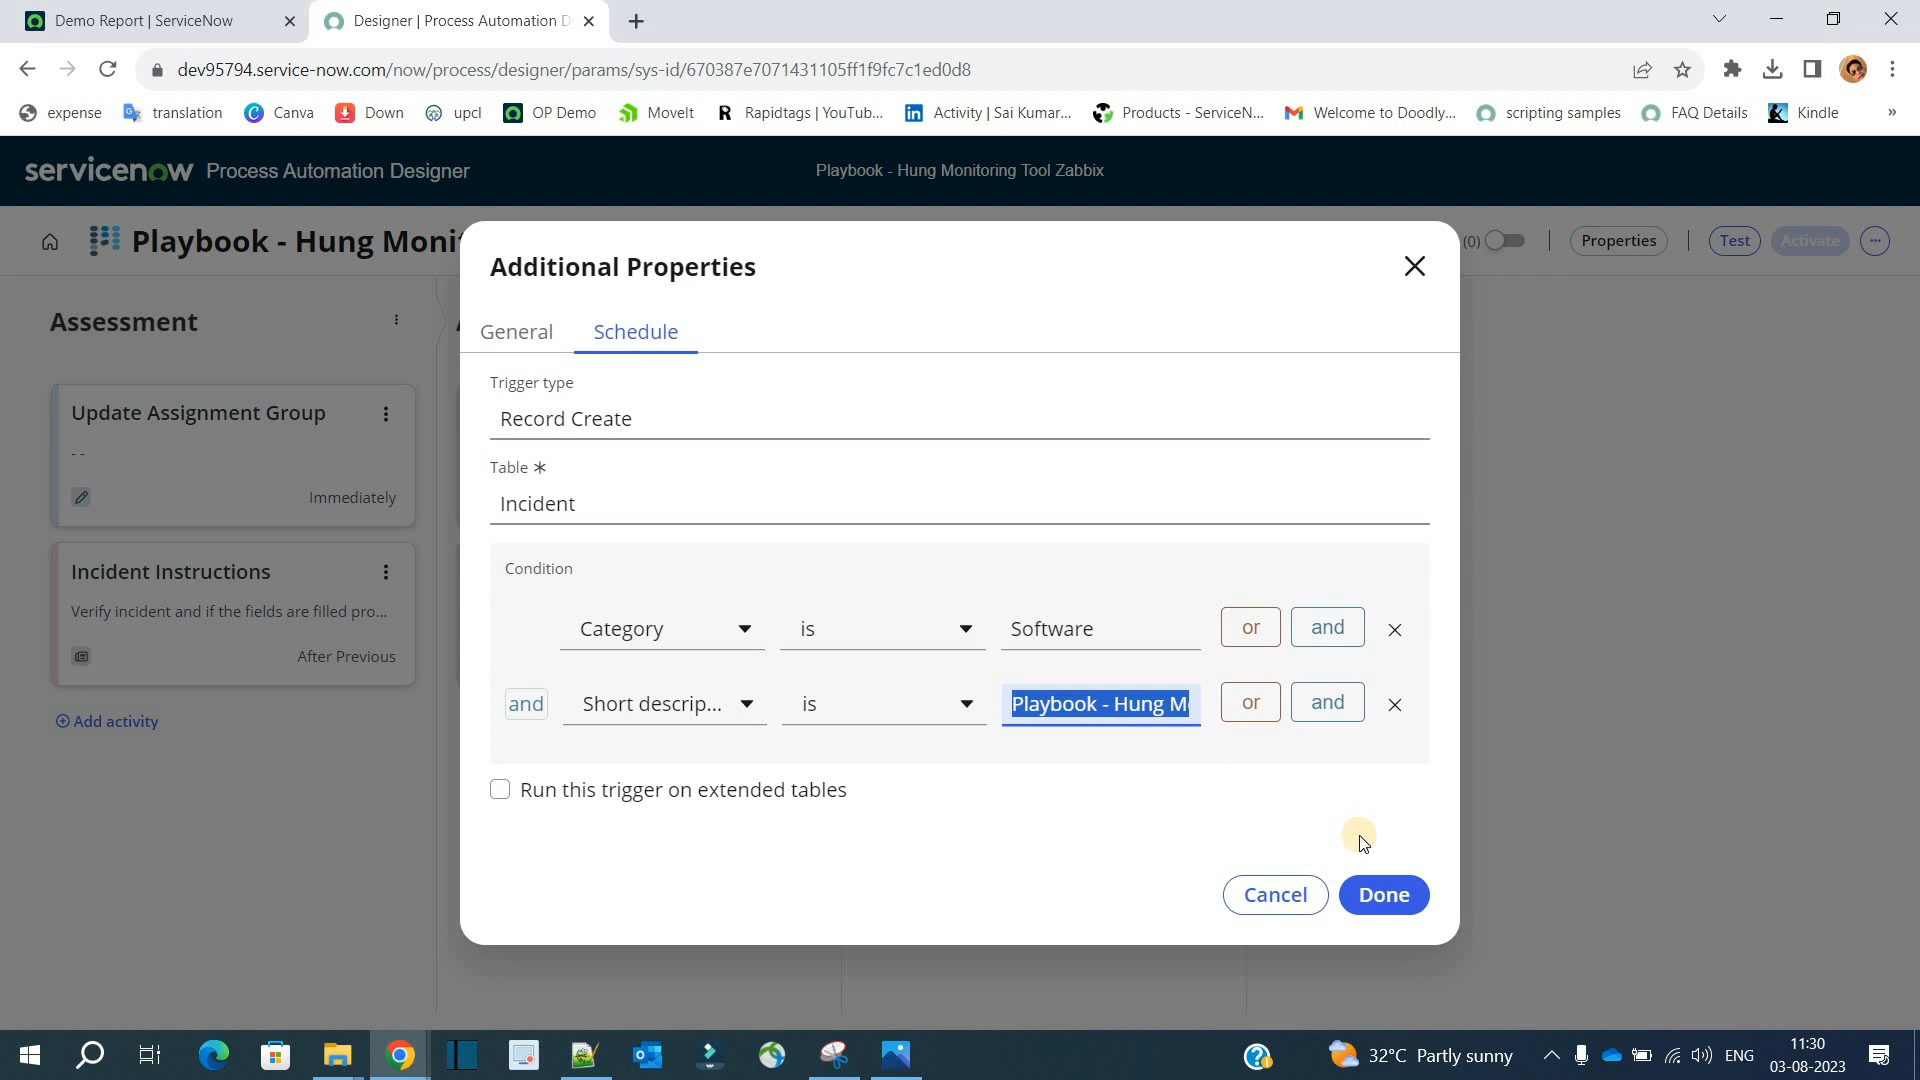 Demo Report | ServiceNow
Designer | Process Automation D
dev95794.service-now.com/now/process/designer/params/sys-id/670387e7071431105ff1f9fc7c1ed0d8
expense translation Canva Down upcl OP Demo MoveIt Rapidtags | YouTub... Activity | Sai Kumar... Products - ServiceN... Welcome to Doodly... scripting samples FAQ Details Kindle »
servicenow Process Automation Designer
Playbook - Hung Monitoring Tool Zabbix
Playbook - Hung Moni
(0)
Properties
Test
Activate
Additional Properties
General
Schedule
Assessment
Update Assignment Group
- -
Immediately
Incident Instructions
Verify incident and if the fields are filled pro...
After Previous
Add activity
Trigger type
Record Create
Table *
Incident
Condition
Category is Software or and
and Short descrip... is Playbook - Hung M or and
Run this trigger on extended tables
Cancel
Done
32°C Partly sunny
ENG
11:30
03-08-2023